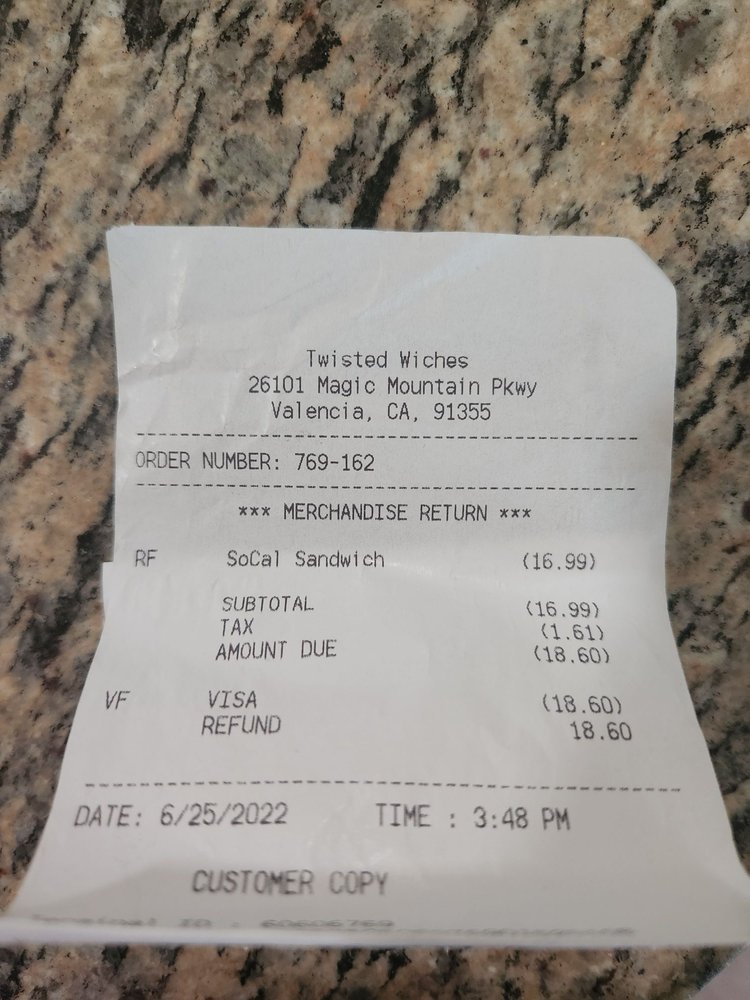 Twisted Wiches
26101 Magic Mountain Pkwy
Valencia, CA, 91355
ORDER NUMBER: 769-162
*** MERCHANDISE RETURN ***
RF SoCal Sandwich (16.99)
SUBTOTAL (16.99)
TAX (1.61)
AMOUNT DUE (18.60)
VF VISA (18.60)
REFUND 18.60
DATE: 6/25/2022 TIME : 3:48 PM
CUSTOMER COPY
Terminal ID :